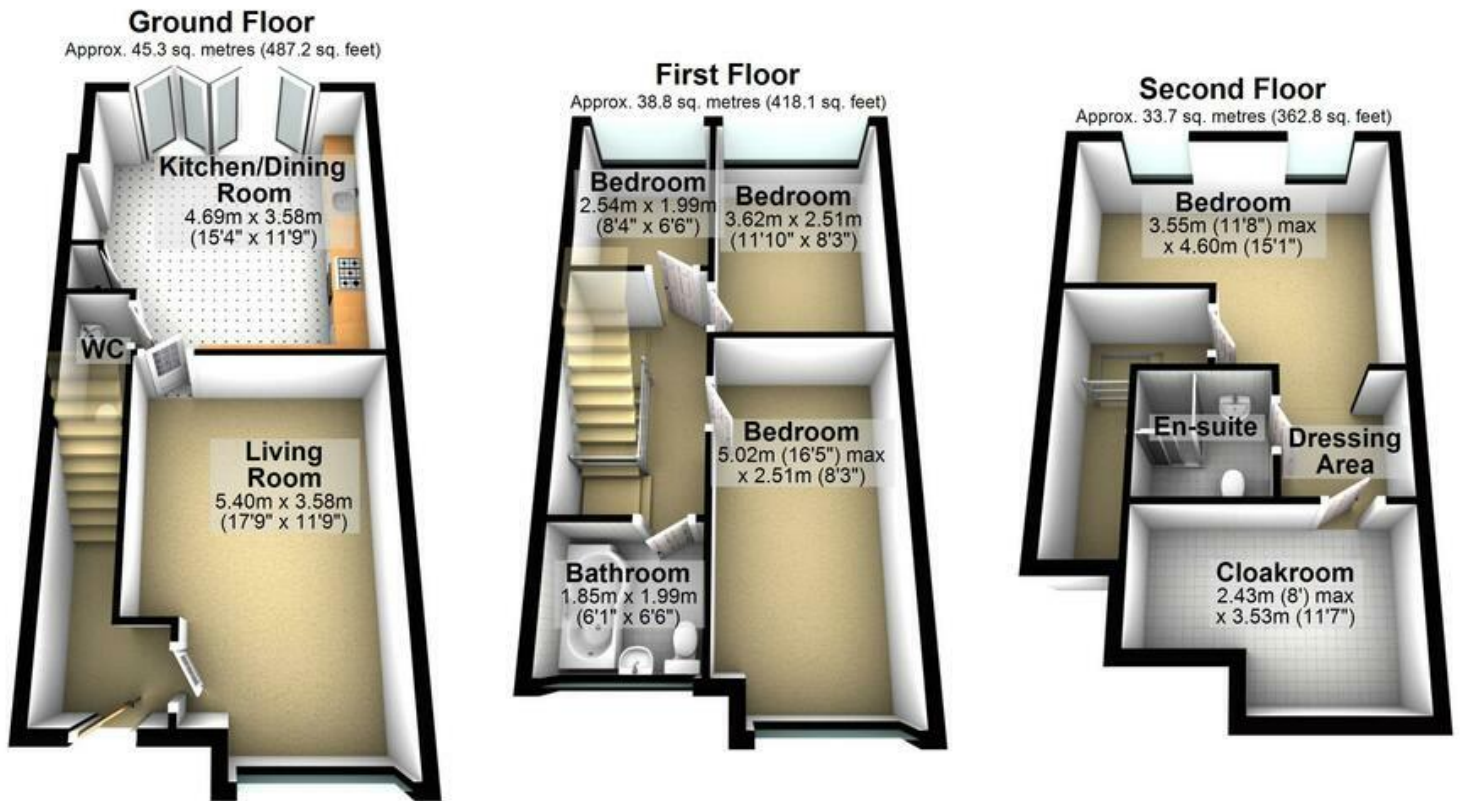 Ground Floor
Approx. 45.3 sq. metres (487.2 sq. feet)
Kitchen/Dining
Room
4.69m x 3.58m
(15'4" x 11'9")
WC
Living
Room
5.40m x 3.58m
(17'9" x 11'9")
First Floor
Approx. 38.8 sq. metres (418.1 sq. feet)
Bedroom
2.54m x 1.99m
(8'4" x 6'6")
Bedroom
3.62m x 2.51m
(11'10" x 8'3")
Bedroom
5.02m (16'5") max
x 2.51m (8'3")
Bathroom
1.85m x 1.99m
(6'1" x 6'6")
Second Floor
Approx. 33.7 sq. metres (362.8 sq. feet)
Bedroom
3.55m (11'8") max
x 4.60m (15'1")
En-suite
Dressing
Area
Cloakroom
2.43m (8') max
x 3.53m (11'7")